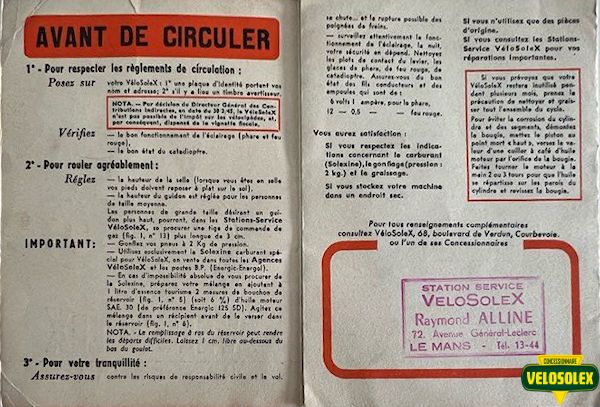 AVANT DE CIRCULER
1° - Pour respecter les règlements de circulation :
Posez sur votre VéloSoleX : 1° une plaque d'identité portant vos
nom et adresse; 2° s'il y a lieu un timbre avertisseur.
NOTA. — Par décision du Directeur Général des Con-
tributions Indirectes, en date du 30.3.45, le VéloSoleX
n'est pas passible de l'impôt sur les vélocipèdes, et,
par conséquent, dispensé de la vignette fiscale.
Vérifiez — le bon fonctionnement de l'éclairage (phare et feu
rouge),
— le bon état du catadioptre.
2° - Pour rouler agréablement :
Réglez — la hauteur de la selle (lorsque vous êtes en selle
vos pieds doivent reposer à plat sur le sol),
— la hauteur du guidon est réglée pour les personnes
de taille moyenne.
Les personnes de grande taille désirant un gui-
don plus haut, pourront, dans les Stations-Service
VéloSoleX, se procurer une tige de commande de
gaz (fig. 1, n° 13) plus longue de 3 cm.
IMPORTANT: — Gonflez vos pneus à 2 Kg de pression.
— Utilisez exclusivement la Solexine carburant spé-
cial pour VéloSoleX, en vente dans toutes les Agences
VéloSoleX et les postes B.P. (Energic-Energol).
— En cas d'impossibilité absolue de vous procurer de
la Solexine, préparez votre mélange en ajoutant à
1 litre d'essence tourisme 2 mesures de bouchon de
réservoir (fig. 1, n° 5) (soit 6 %) d'huile moteur
SAE. 30 (de préférence Energic 125 SD). Agitez ce
mélange dans un récipient avant de le verser dans
le réservoir (fig. 1, n° 6).
NOTA. - Le remplissage à ras du réservoir peut rendre
les départs difficiles. Laissez 1 cm. libre au-dessous du
bas du goulot.
3° - Pour votre tranquillité :
Assurez-vous contre les risques de responsabilité civile et le vol.
se chute... et la rupture possible des
poignées de freins.
— surveillez attentivement le fonc-
tionnement de l'éclairage, la nuit,
votre sécurité en dépend. Nettoyez
les plots de contact du levier, les
glaces de phare, de feu rouge, de
catadioptre. Assurez-vous du bon
état des fils conducteurs et des
ampoules qui sont de :
6 volts 1 ampère, pour le phare,
12 — 0,5 — — feu rouge.
Vous aurez satisfaction :
Si vous respectez les indica-
tions concernant le carburant
(Solexine), le gonflage (pression :
2 kg.) et le graissage.
Si vous stockez votre machine
dans un endroit sec.
Si vous n'utilisez que des pièces
d'origine.
Si vous consultez les Stations-
Service VéloSoleX pour vos
réparations importantes.
Si vous prévoyez que votre
VéloSoleX restera inutilisé pen-
dant plusieurs mois, prenez la
précaution de nettoyer et grais-
ser tout l'ensemble du cycle.
Pour éviter la corrosion du cylin-
dre et des segments, démontez
la bougie, mettez le piston au
point mort « haut », versez la va-
leur d'une cuiller à café d'huile
moteur par l'orifice de la bougie.
Faites tourner le moteur à la
main 2 ou 3 tours pour que l'huile
se répartisse sur les parois du
cylindre et revissez la bougie.
Pour tous renseignements complémentaires
consultez VéloSoleX, 68, boulevard de Verdun, Courbevoie,
ou l'un de ses Concessionnaires
STATION SERVICE
VELOSOLEX
Raymond ALLINE
72, Avenue Général-Leclerc
LE MANS - Tél. 13-44
CONCESSIONNAIRE
VELOSOLEX